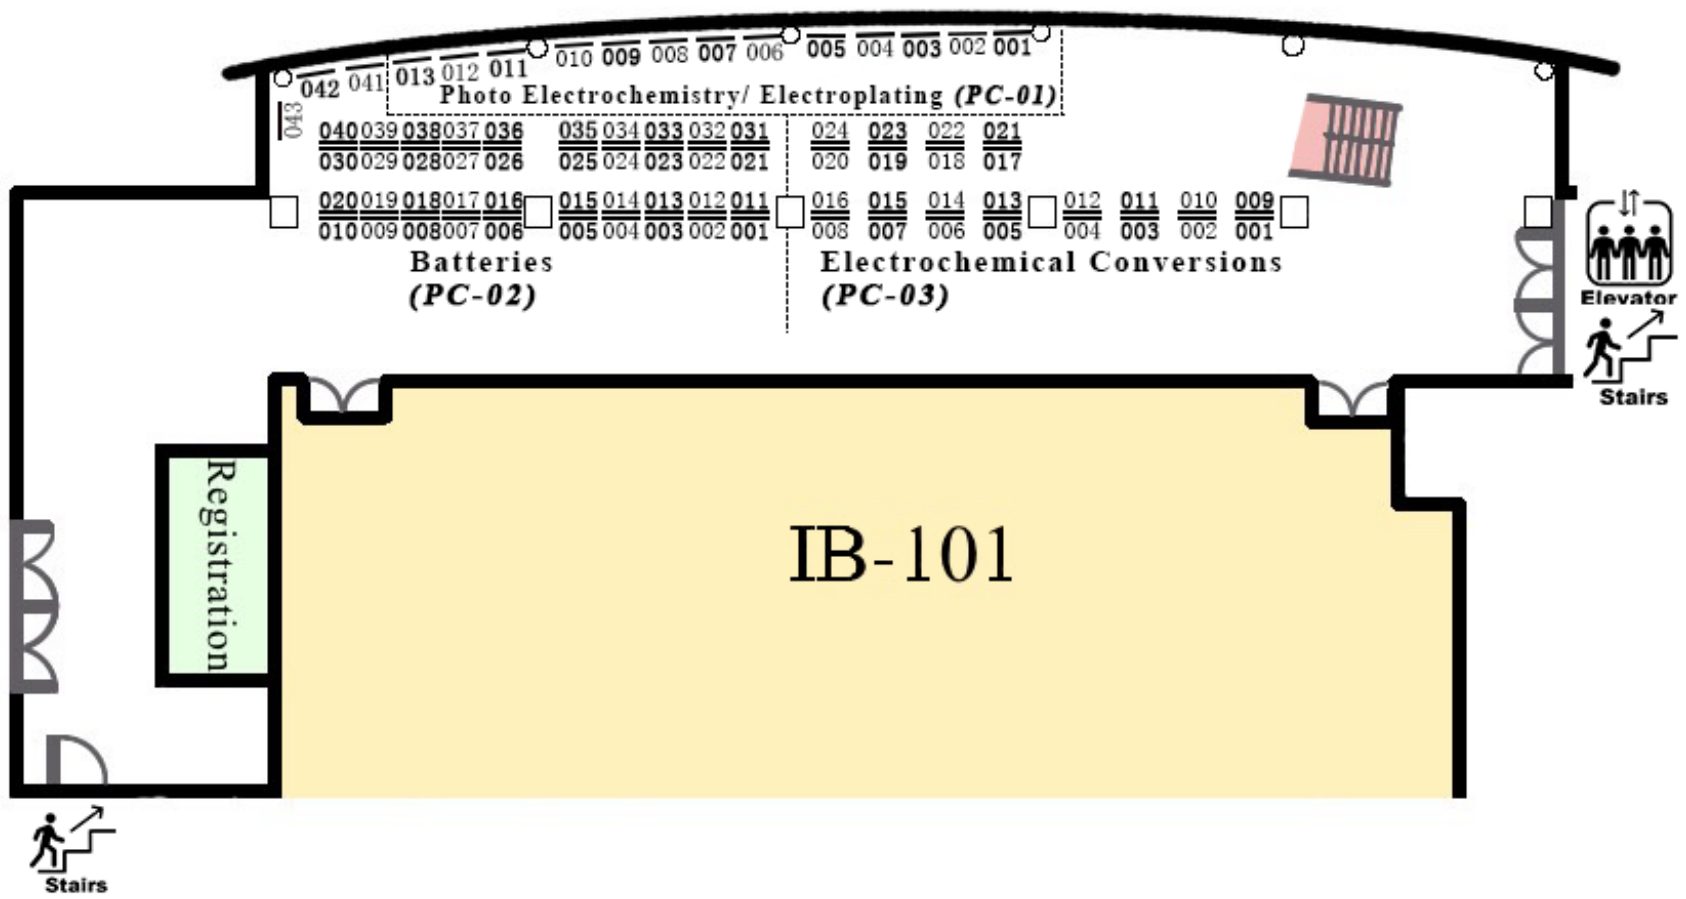 010 009 008 007 006 005 004 003 002 001
042 041 013 012 011
Photo Electrochemistry/ Electroplating (PC-01)
043
040 039 038 037 036 035 034 033 032 031 024 023 022 021
030 029 028 027 026 025 024 023 022 021 020 019 018 017
020 019 018 017 016 015 014 013 012 011 016 015 014 013 012 011 010 009
010 009 008 007 006 005 004 003 002 001 008 007 006 005 004 003 002 001
Batteries
(PC-02)
Electrochemical Conversions
(PC-03)
Elevator
Stairs
Registration
IB-101
Stairs